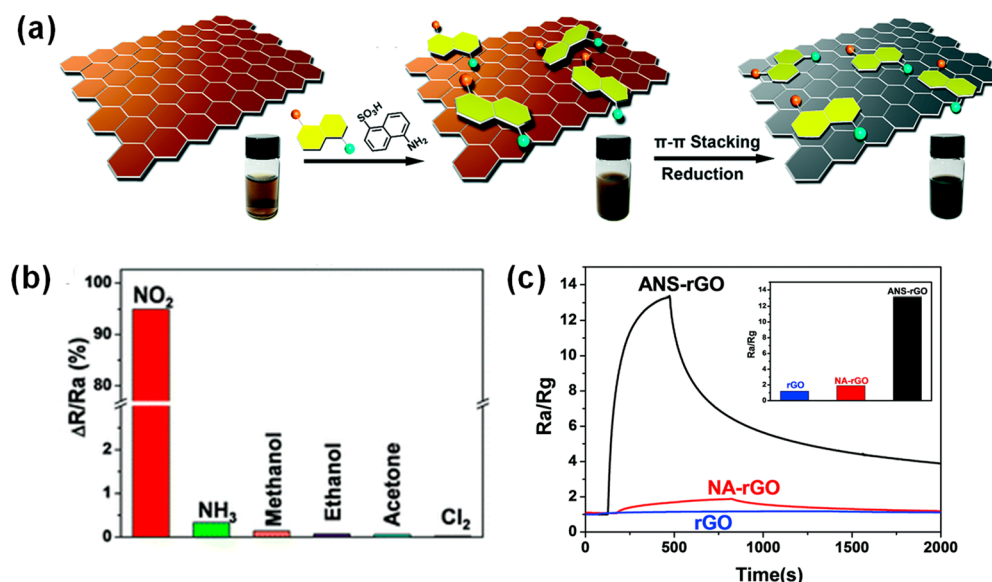 (a)
SO₃H
NH₂
π-π Stacking
Reduction
(b)
ΔR/Ra (%)
100
95
90
80
2
1
0
NO₂
NH₃
Methanol
Ethanol
Acetone
Cl₂
(c)
Ra/Rg
14
12
10
8
6
4
2
0
ANS-rGO
NA-rGO
rGO
0
500
1000
1500
2000
Time(s)
Ra/Rg
14
12
10
8
6
4
2
0
rGO
NA-rGO
ANS-rGO